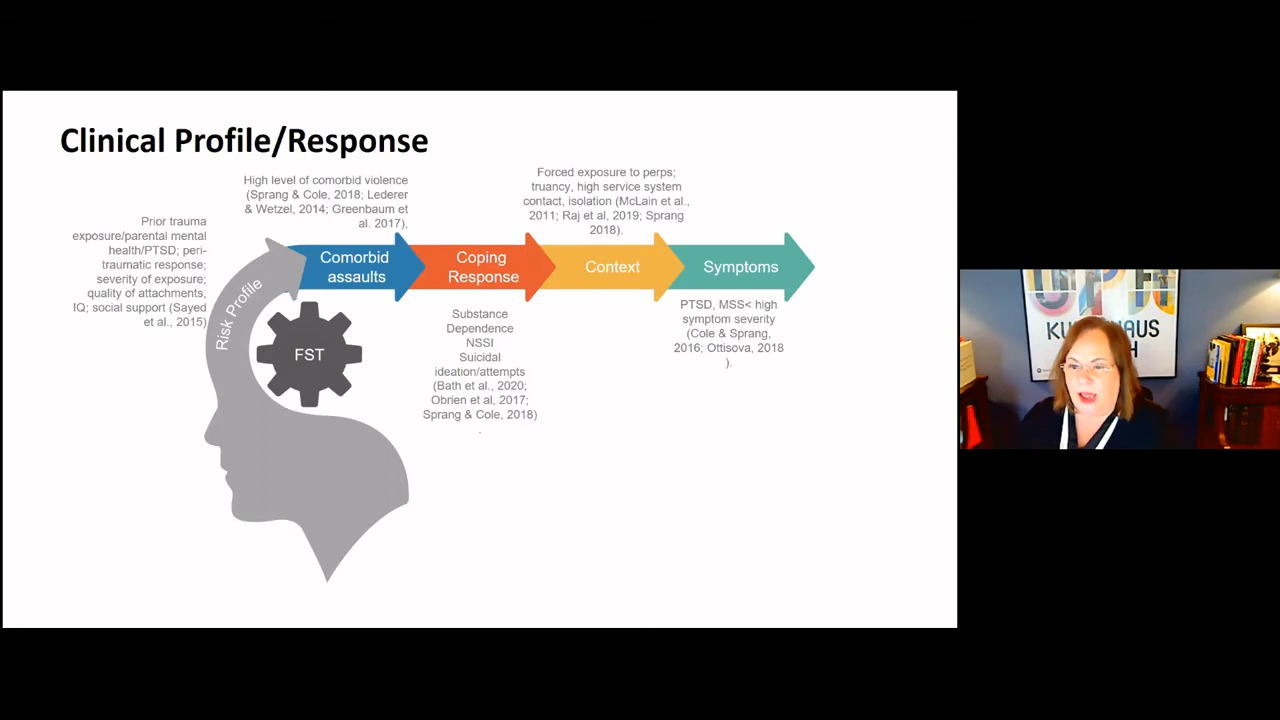 Clinical Profile/Response
High level of comorbid violence
(Sprang & Cole, 2018; Lederer
& Wetzel, 2014; Greenbaum et
al. 2017),
Forced exposure to perps;
truancy, high service system
contact, isolation (McLain et al.,
2011; Raj et al, 2019; Sprang
2018).
Prior trauma
exposure/parental mental
health/PTSD; peri-
traumatic response;
severity of exposure;
quality of attachments,
IQ; social support (Sayed
et al., 2015)
Risk Profile
Comorbid
assaults
Coping
Response
Context
Symptoms
FST
Substance
Dependence
NSSI
Suicidal
ideation/attempts
(Bath et al., 2020;
Obrien et al, 2017;
Sprang & Cole, 2018)
.
PTSD, MSS< high
symptom severity
(Cole & Sprang,
2016; Ottisova, 2018
).